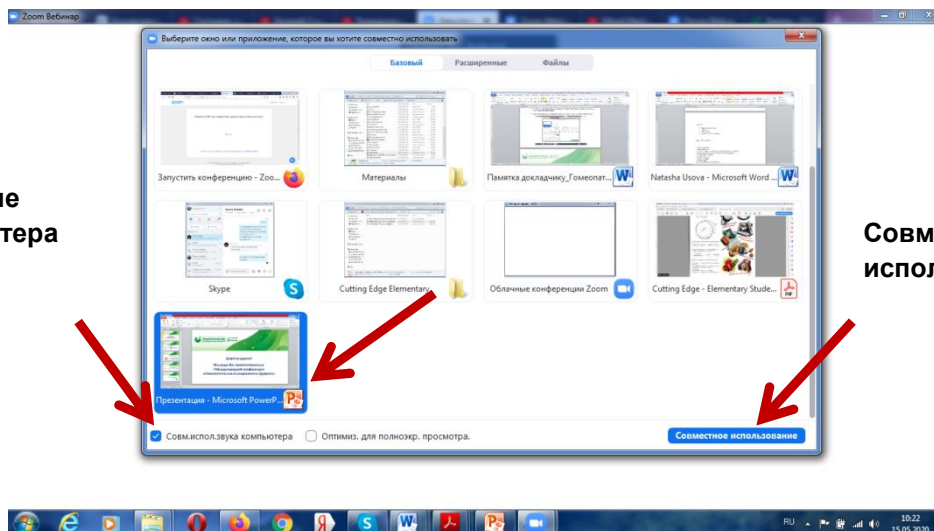 Zoom Вебинар
Выберите окно или приложение, которое вы хотите совместно использовать
Базовый Расширенные Файлы
Запустить конференцию - Zoo...
Материалы
Памятка докладчику_Гомеопат...
Natasha Usova - Microsoft Word ...
ие
тера
Совм
испол
Skype
Cutting Edge Elementary
Облачные конференции Zoom
Cutting Edge - Elementary Stude...
Презентация - Microsoft PowerP...
Совм.испол.звука компьютера
Оптимиз. для полноэкр. просмотра.
Совместное использование
RU
10:22
15.05.2020